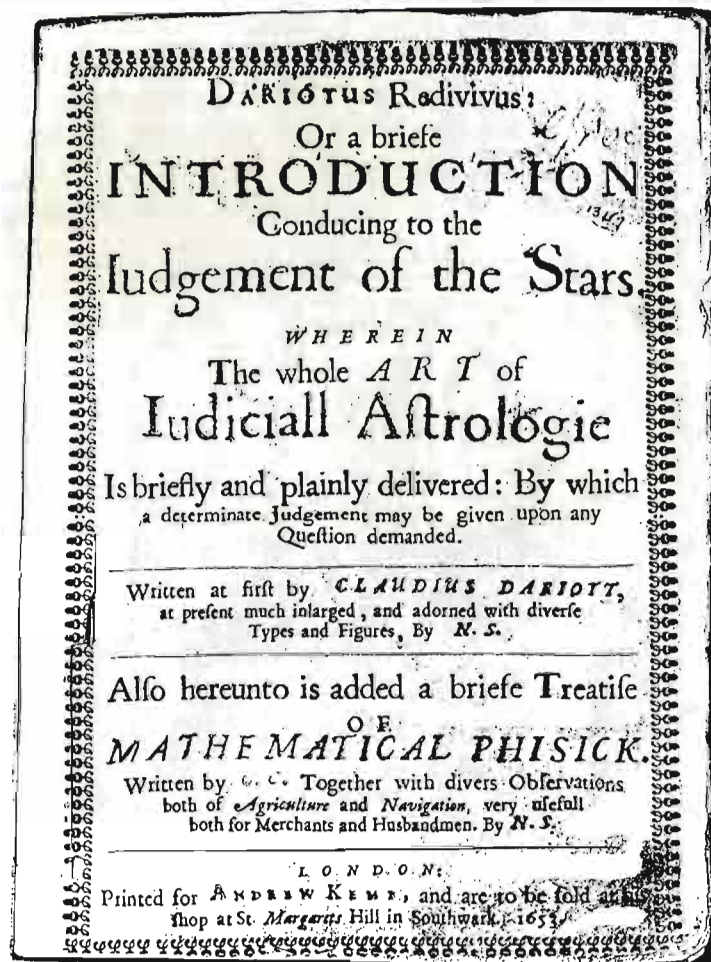 DARIOTUS Redivivus:
Or a briefe
INTRODUCTION
Conducing to the
Iudgement of the Stars.
WHEREIN
The whole ART of
Iudiciall Aſtrologie
Is briefly and plainly delivered: By which
a determinate Judgement may be given upon any
Queſtion demanded.
Written at firſt by CLAUDIUS DARIOTT,
at preſent much inlarged, and adorned with diverſe
Types and Figures, By N. S.
Alſo hereunto is added a briefe Treatiſe
OF
MATHEMATICAL PHISICK.
Written by Together with divers Obſervations
both of Agriculture and Navigation, very uſefull
both for Merchants and Husbandmen. By N. S.
LONDON:
Printed for ANDREW KEMB, and are to be ſold at his
ſhop at St. Margarits Hill in Southwark, 1653.